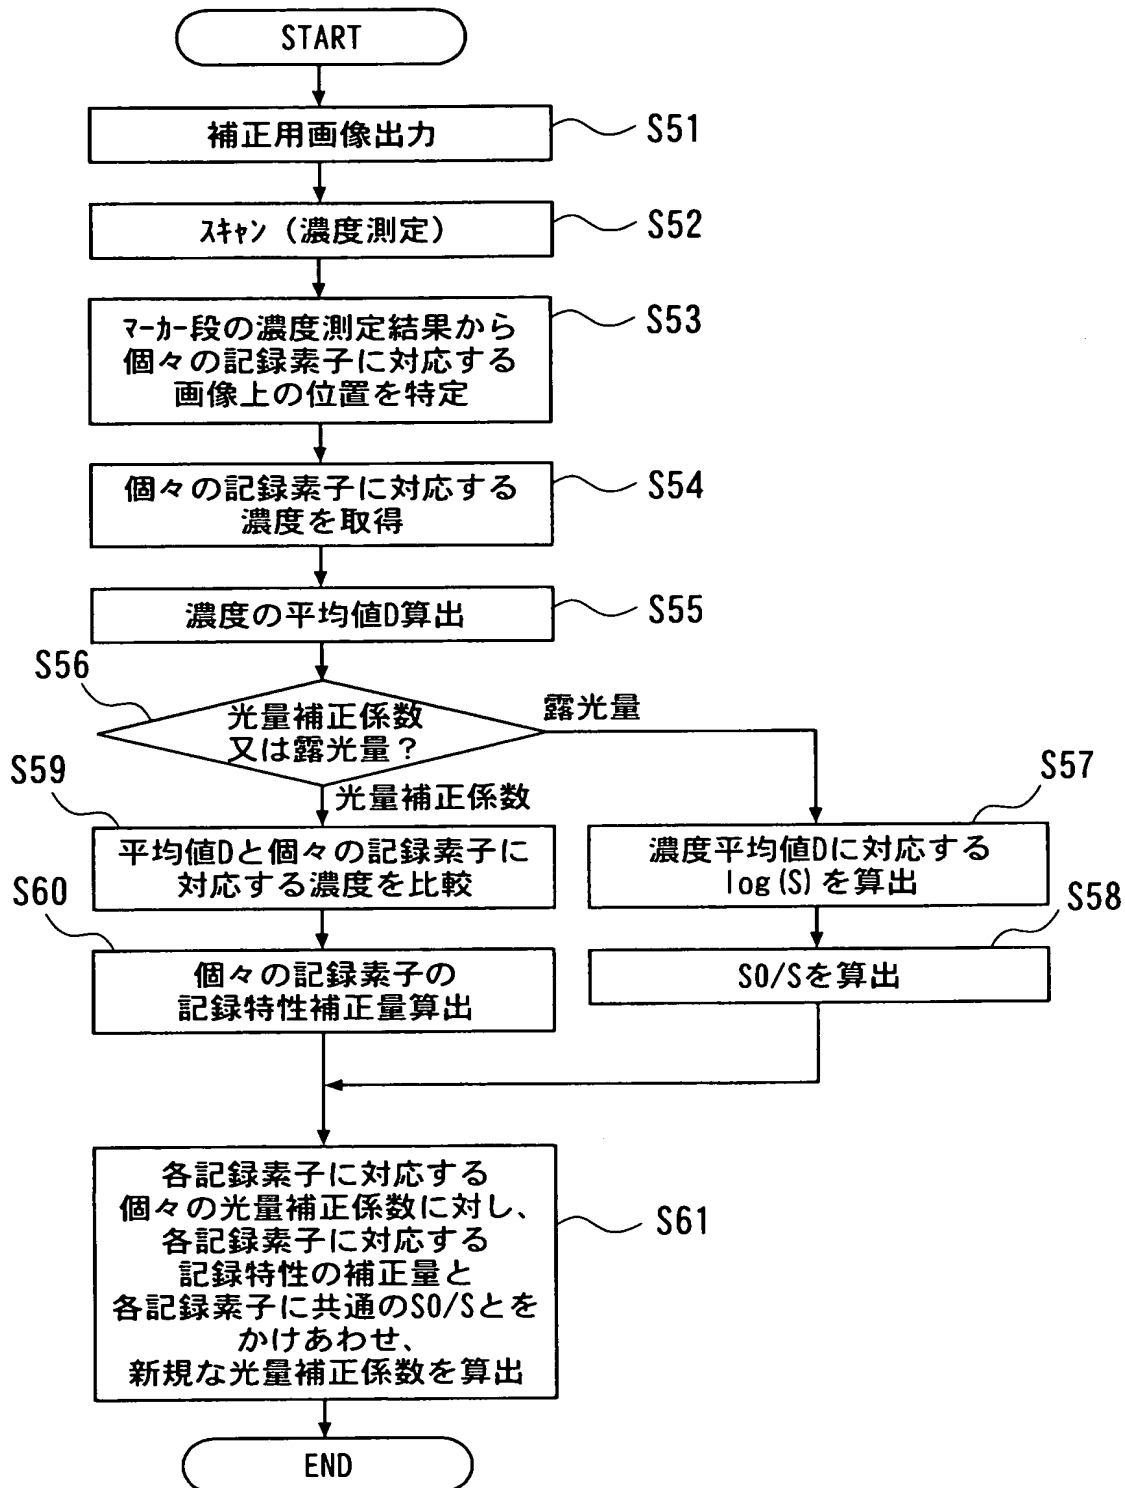 START
補正用画像出力
S51
ｽｷｬﾝ（濃度測定）
S52
ﾏｰｶｰ段の濃度測定結果から
個々の記録素子に対応する
画像上の位置を特定
S53
個々の記録素子に対応する
濃度を取得
S54
濃度の平均値D算出
S55
S56
光量補正係数
又は露光量？
露光量
光量補正係数
S59
平均値Dと個々の記録素子に
対応する濃度を比較
S57
濃度平均値Dに対応する
log(S)を算出
S60
個々の記録素子の
記録特性補正量算出
S58
S0/Sを算出
各記録素子に対応する
個々の光量補正係数に対し、
各記録素子に対応する
記録特性の補正量と
各記録素子に共通のS0/Sとを
かけあわせ、
新規な光量補正係数を算出
S61
END